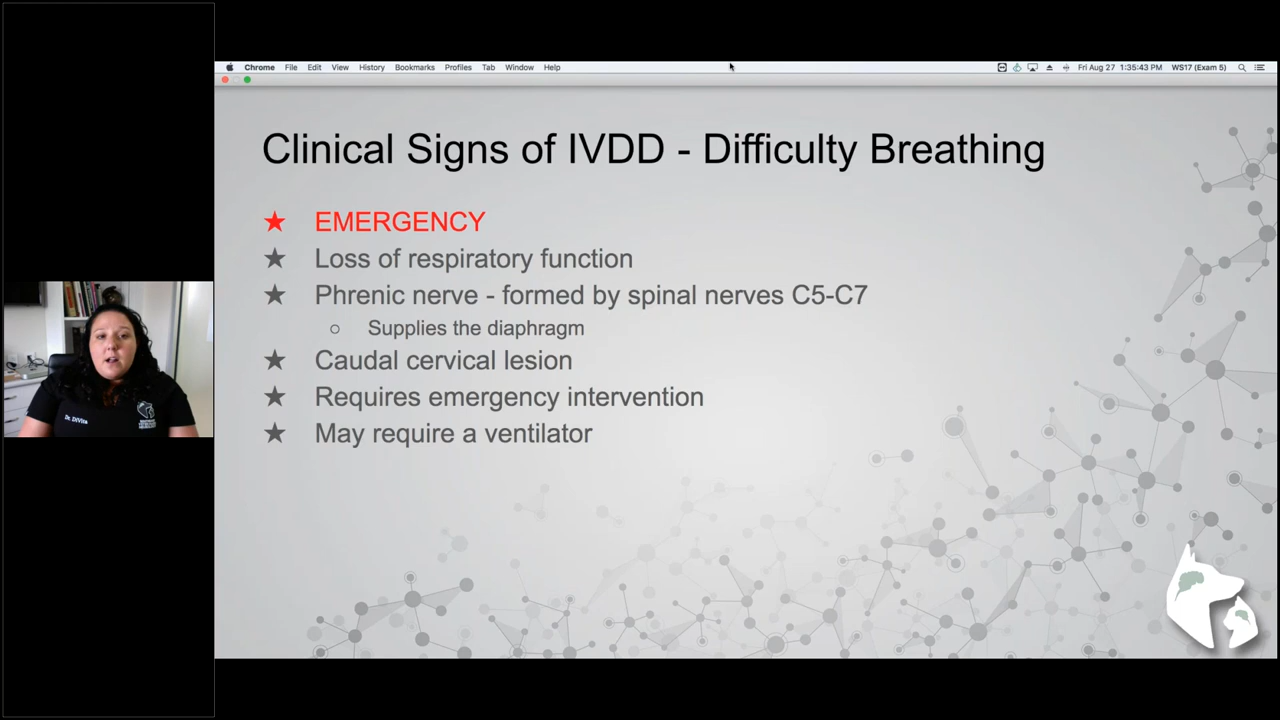 Chrome File Edit View History Bookmarks Profiles Tab Window Help Fri Aug 27 1:35:43 PM WS17 (Exam 5)
Clinical Signs of IVDD - Difficulty Breathing
★ EMERGENCY
★ Loss of respiratory function
★ Phrenic nerve - formed by spinal nerves C5-C7
○ Supplies the diaphragm
★ Caudal cervical lesion
★ Requires emergency intervention
★ May require a ventilator
Dr. DiVita